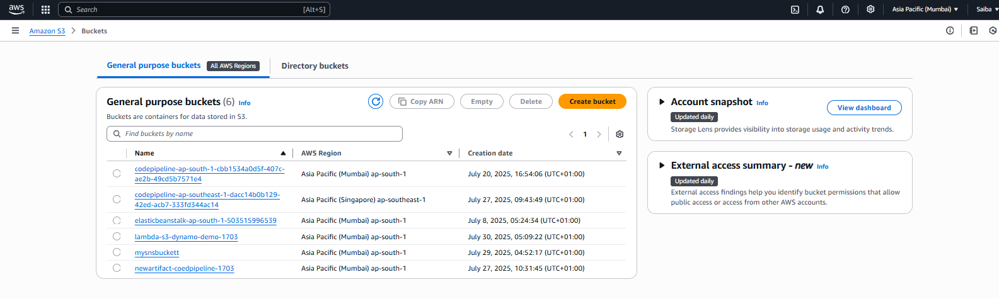 aws
Search [Alt+S]
Asia Pacific (Mumbai) ▼
Saiba ▼
Amazon S3 > Buckets
General purpose buckets All AWS Regions
Directory buckets
General purpose buckets (6) Info
Copy ARN
Empty
Delete
Create bucket
Buckets are containers for data stored in S3.
Find buckets by name
1
Name AWS Region Creation date
codepipeline-ap-south-1-cbb1534a0d5f-407c-
ae2b-49cd5b7571e4
Asia Pacific (Mumbai) ap-south-1 July 20, 2025, 16:54:06 (UTC+01:00)
codepipeline-ap-southeast-1-dacc14b0b129-
42ed-acb7-333fd344ac14
Asia Pacific (Singapore) ap-southeast-1 July 27, 2025, 09:43:49 (UTC+01:00)
elasticbeanstalk-ap-south-1-503515996539 Asia Pacific (Mumbai) ap-south-1 July 8, 2025, 05:24:34 (UTC+01:00)
lambda-s3-dynamo-demo-1703 Asia Pacific (Mumbai) ap-south-1 July 30, 2025, 05:09:22 (UTC+01:00)
mysnsbuckett Asia Pacific (Mumbai) ap-south-1 July 29, 2025, 04:52:17 (UTC+01:00)
newartifact-coedpipeline-1703 Asia Pacific (Mumbai) ap-south-1 July 27, 2025, 10:31:45 (UTC+01:00)
Account snapshot Info
View dashboard
Updated daily
Storage Lens provides visibility into storage usage and activity trends.
External access summary - new Info
Updated daily
External access findings help you identify bucket permissions that allow
public access or access from other AWS accounts.